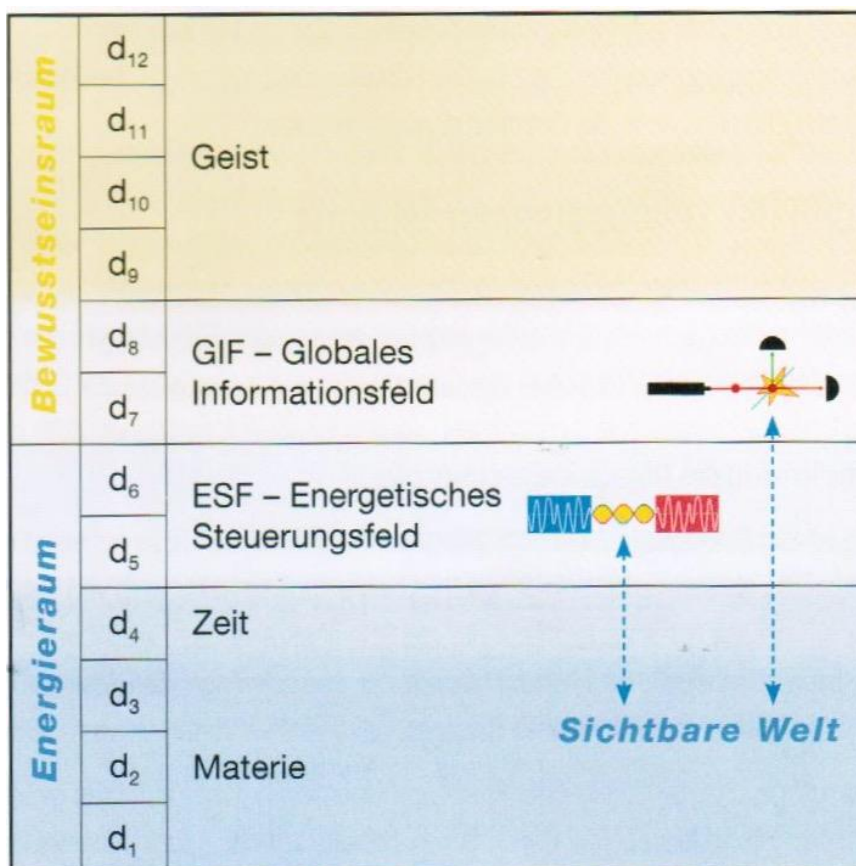 Bewusstseinsraum
d12
d11
d10
d9
Geist
d8
d7
GIF – Globales
Informationsfeld
Energieraum
d6
d5
ESF – Energetisches
Steuerungsfeld
d4
Zeit
d3
d2
d1
Materie
Sichtbare Welt